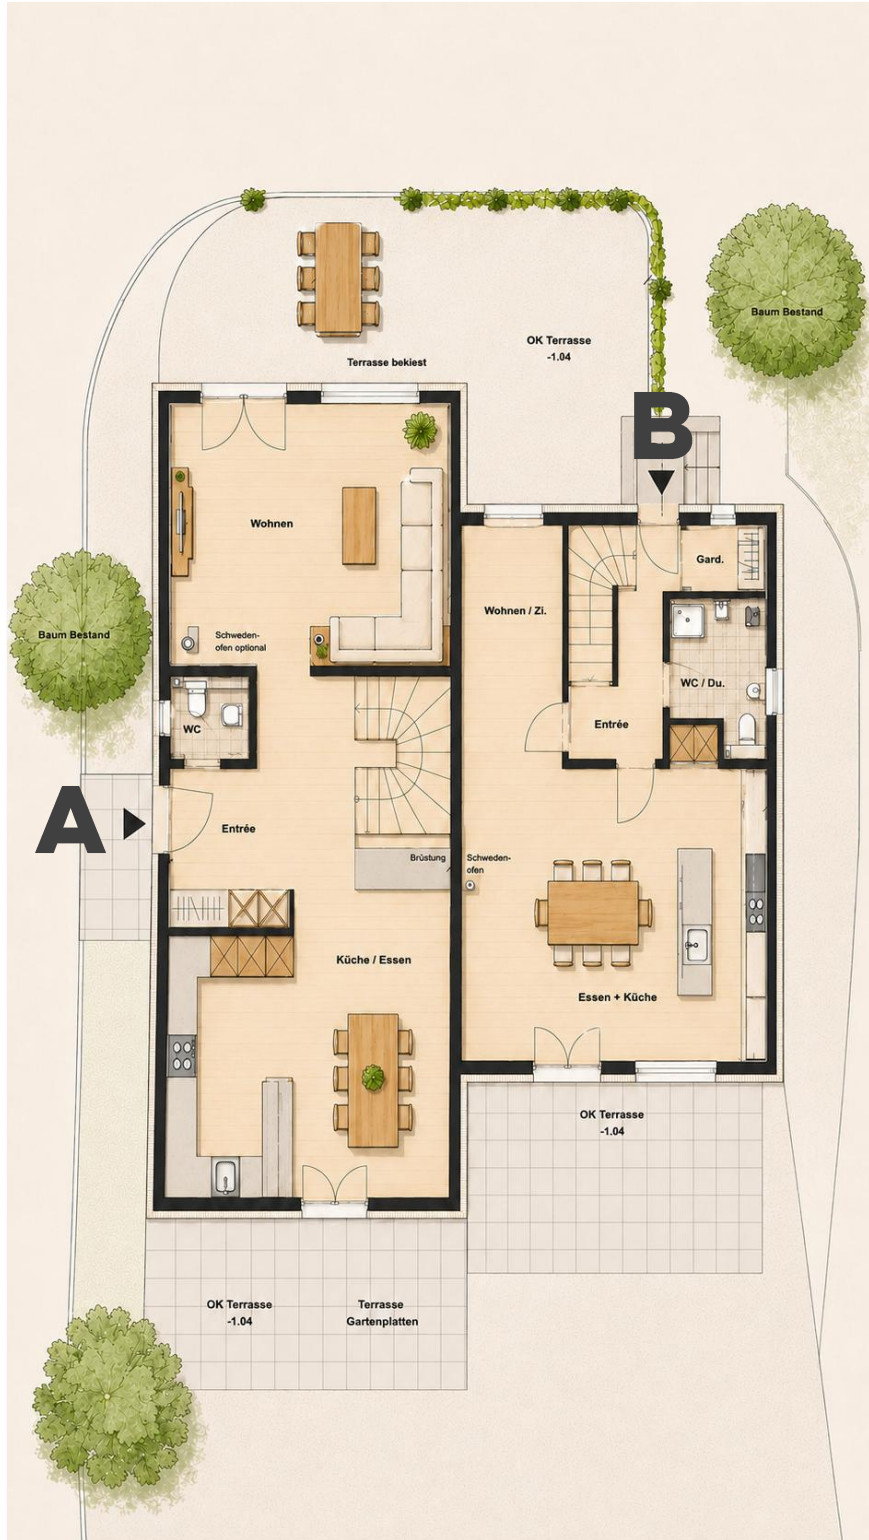 Baum Bestand
OK Terrasse
-1.04
Terrasse bekiest
B
Wohnen
Gard.
Wohnen / Zi.
Baum Bestand
Schweden-
ofen optional
WC / Du.
WC
Entrée
A
Entrée
Brüstung
Schweden-
ofen
Küche / Essen
Essen + Küche
OK Terrasse
-1.04
OK Terrasse
-1.04
Terrasse
Gartenplatten